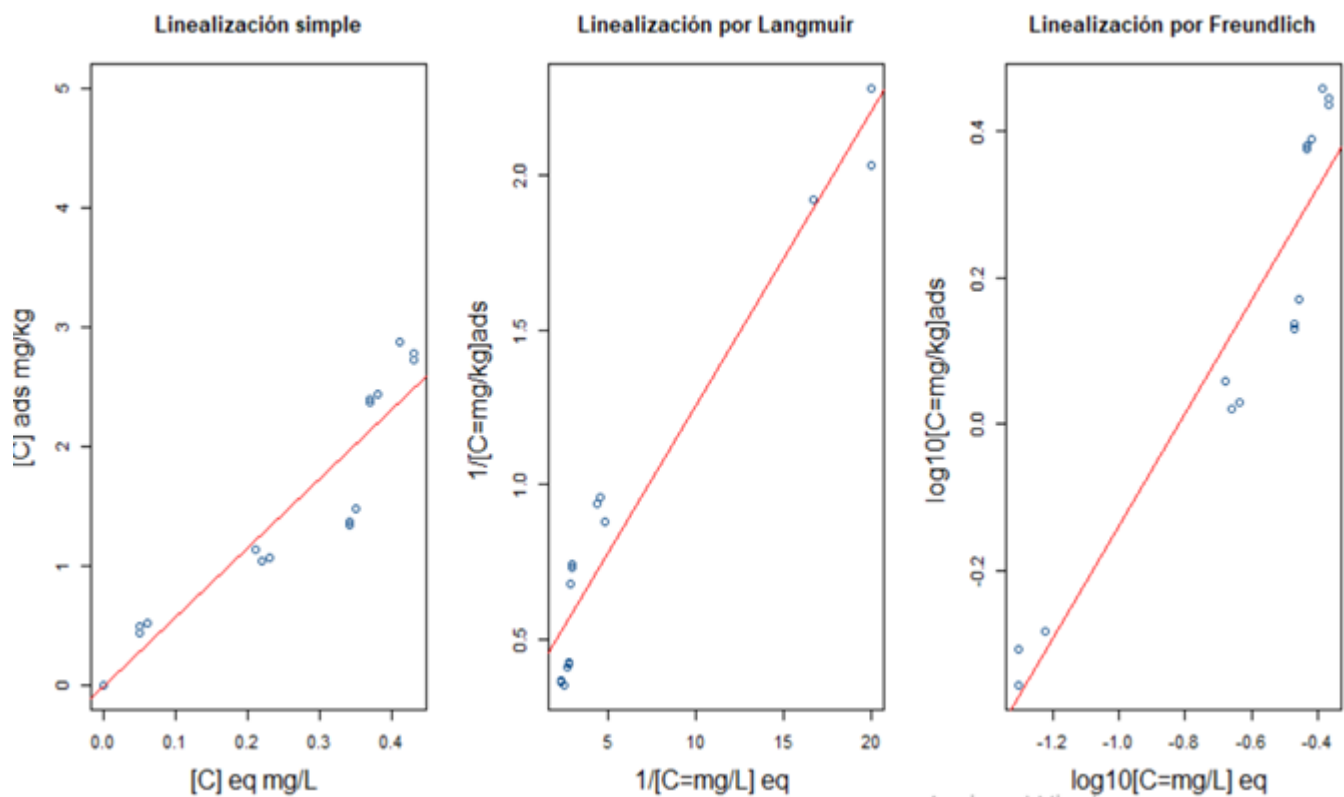 Linealización simple
[C] ads mg/kg
5
4
3
2
1
0
0.0 0.1 0.2 0.3 0.4
[C] eq mg/L
Linealización por Langmuir
1/[C=mg/kg]ads
2.0
1.5
1.0
0.5
5 10 15 20
1/[C=mg/L] eq
Linealización por Freundlich
log10[C=mg/kg]ads
0.4
0.2
0.0
-0.2
-1.2 -1.0 -0.8 -0.6 -0.4
log10[C=mg/L] eq